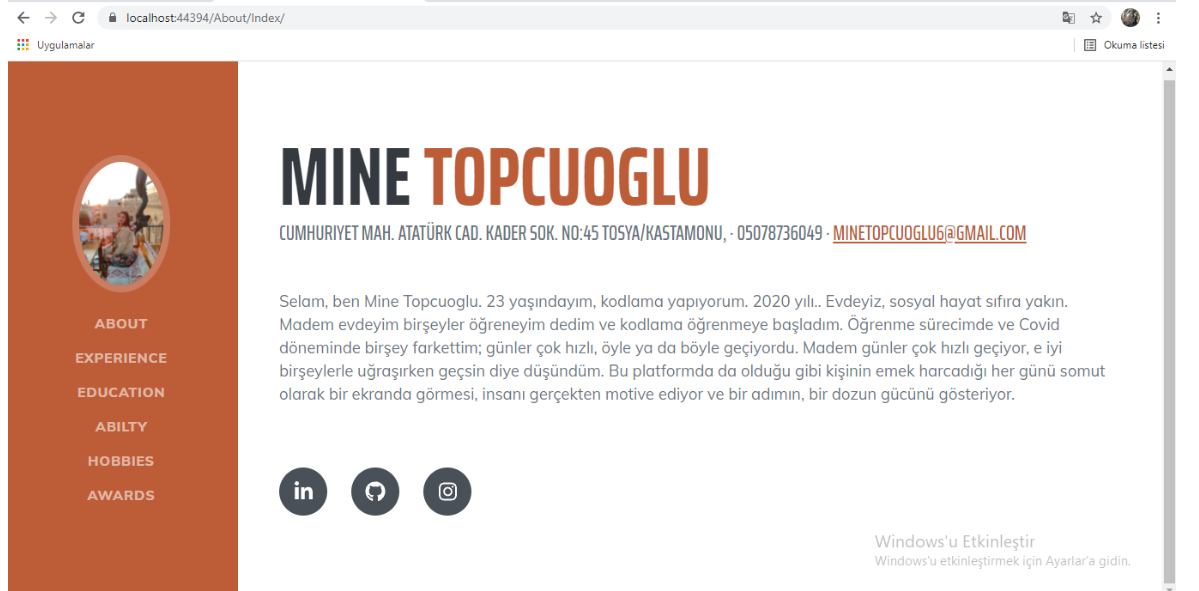 localhost:44394/About/Index/
Uygulamalar
Okuma listesi
MINE TOPCUOGLU
CUMHURIYET MAH. ATATÜRK CAD. KADER SOK. NO:45 TOSYA/KASTAMONU, · 05078736049 · MINETOPCUOGLU6@GMAIL.COM
Selam, ben Mine Topcuoglu. 23 yaşındayım, kodlama yapıyorum. 2020 yılı.. Evdeyiz, sosyal hayat sıfıra yakın.
Madem evdeyim birşeyler öğreneyim dedim ve kodlama öğrenmeye başladım. Öğrenme sürecimde ve Covid
döneminde birşey farkettim; günler çok hızlı, öyle ya da böyle geçiyordu. Madem günler çok hızlı geçiyor, e iyi
birşeylerle uğraşırken geçsin diye düşündüm. Bu platformda da olduğu gibi kişinin emek harcadığı her günü somut
olarak bir ekranda görmesi, insanı gerçekten motive ediyor ve bir adımın, bir dozun gücünü gösteriyor.
ABOUT
EXPERIENCE
EDUCATION
ABILTY
HOBBIES
AWARDS
in
Windows'u Etkinleştir
Windows'u etkinleştirmek için Ayarlar'a gidin.